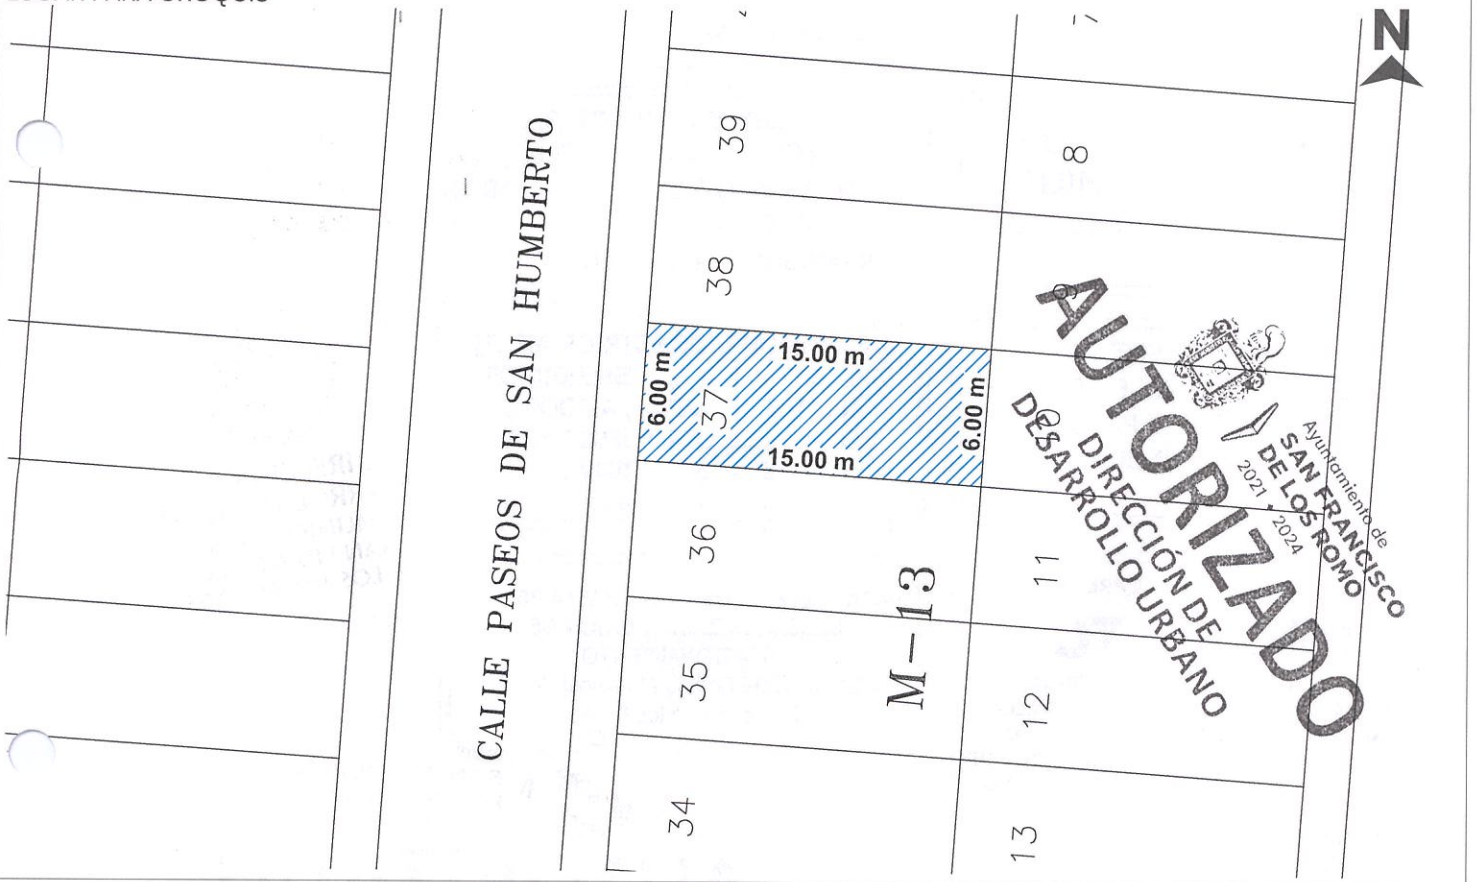 N
CALLE PASEOS DE SAN HUMBERTO
39
38
15.00 m
6.00 m
37
6.00 m
15.00 m
36
35
34
M-13
8
9
11
12
13
AUTORIZADO
DIRECCIÓN DE
DESARROLLO URBANO
Ayuntamiento de
SAN FRANCISCO
DE LOS ROMO
2021 • 2024